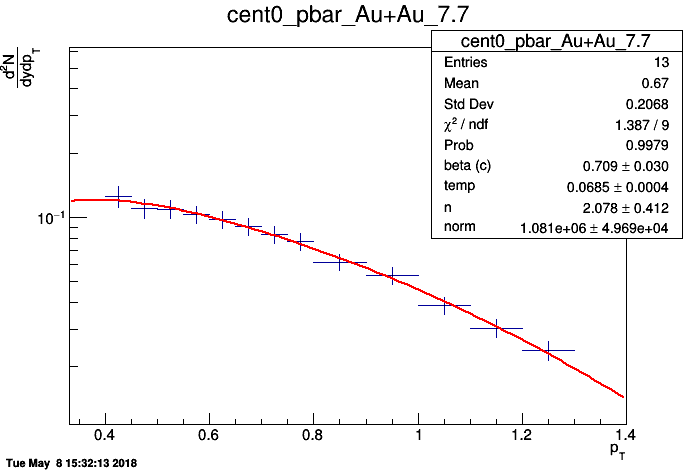 cent0_pbar_Au+Au_7.7
cent0_pbar_Au+Au_7.7
Entries 13
Mean 0.67
Std Dev 0.2068
χ² / ndf 1.387 / 9
Prob 0.9979
beta (c) 0.709 ± 0.030
temp 0.0685 ± 0.0004
n 2.078 ± 0.412
norm 1.081e+06 ± 4.969e+04
d²N
dydp_T
10⁻¹
0.4 0.6 0.8 1 1.2 1.4
p_T
Tue May 8 15:32:13 2018